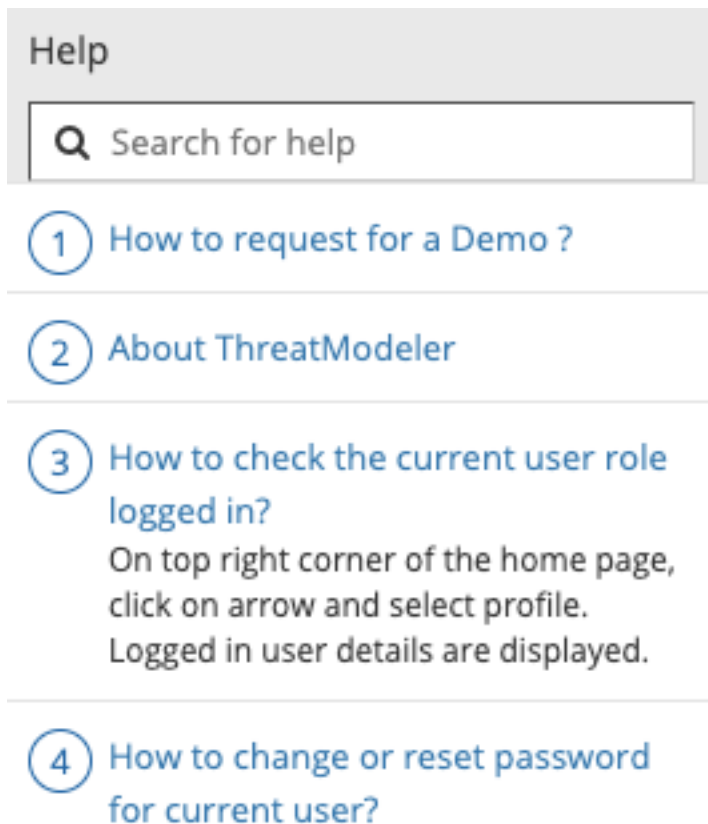 Help
Search for help
1 How to request for a Demo ?
2 About ThreatModeler
3 How to check the current user role
logged in?
On top right corner of the home page,
click on arrow and select profile.
Logged in user details are displayed.
4 How to change or reset password
for current user?